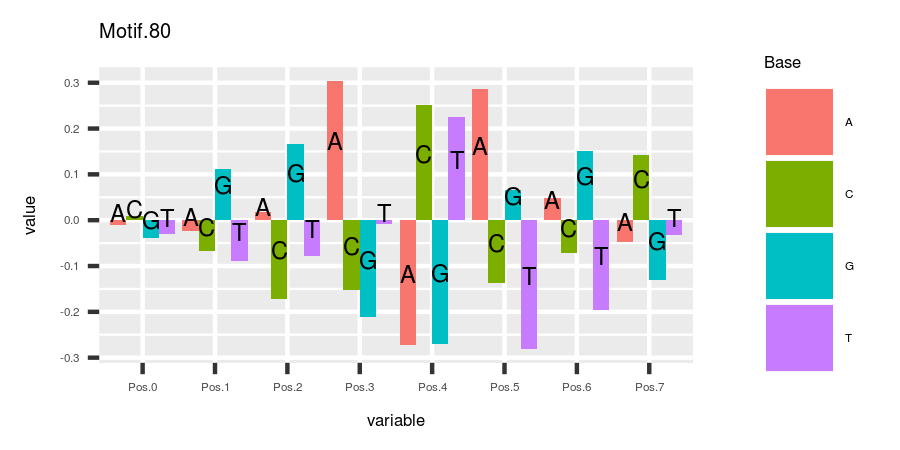 Motif.80
value
0.3
0.2
0.1
0.0
-0.1
-0.2
-0.3
A C G T A C G T A C G T A C G T A C G T A C G T A C G T A C G T
Pos.0 Pos.1 Pos.2 Pos.3 Pos.4 Pos.5 Pos.6 Pos.7
variable
Base
A
C
G
T